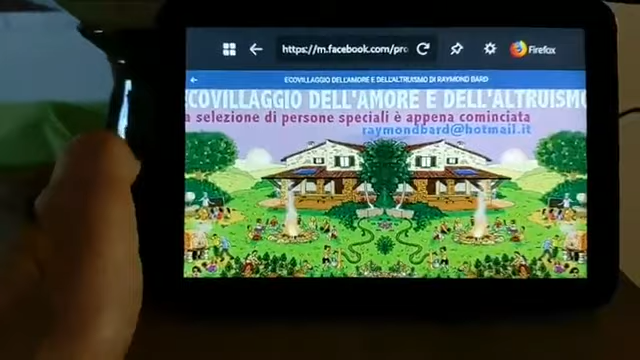 https://m.facebook.com/pro
Firefox
ECOVILLAGGIO DELL'AMORE E DELL'ALTRUISMO DI RAYMOND BARD
ECOVILLAGGIO DELL'AMORE E DELL'ALTRUISMO
a selezione di persone speciali è appena cominciata
raymondbard@hotmail.it